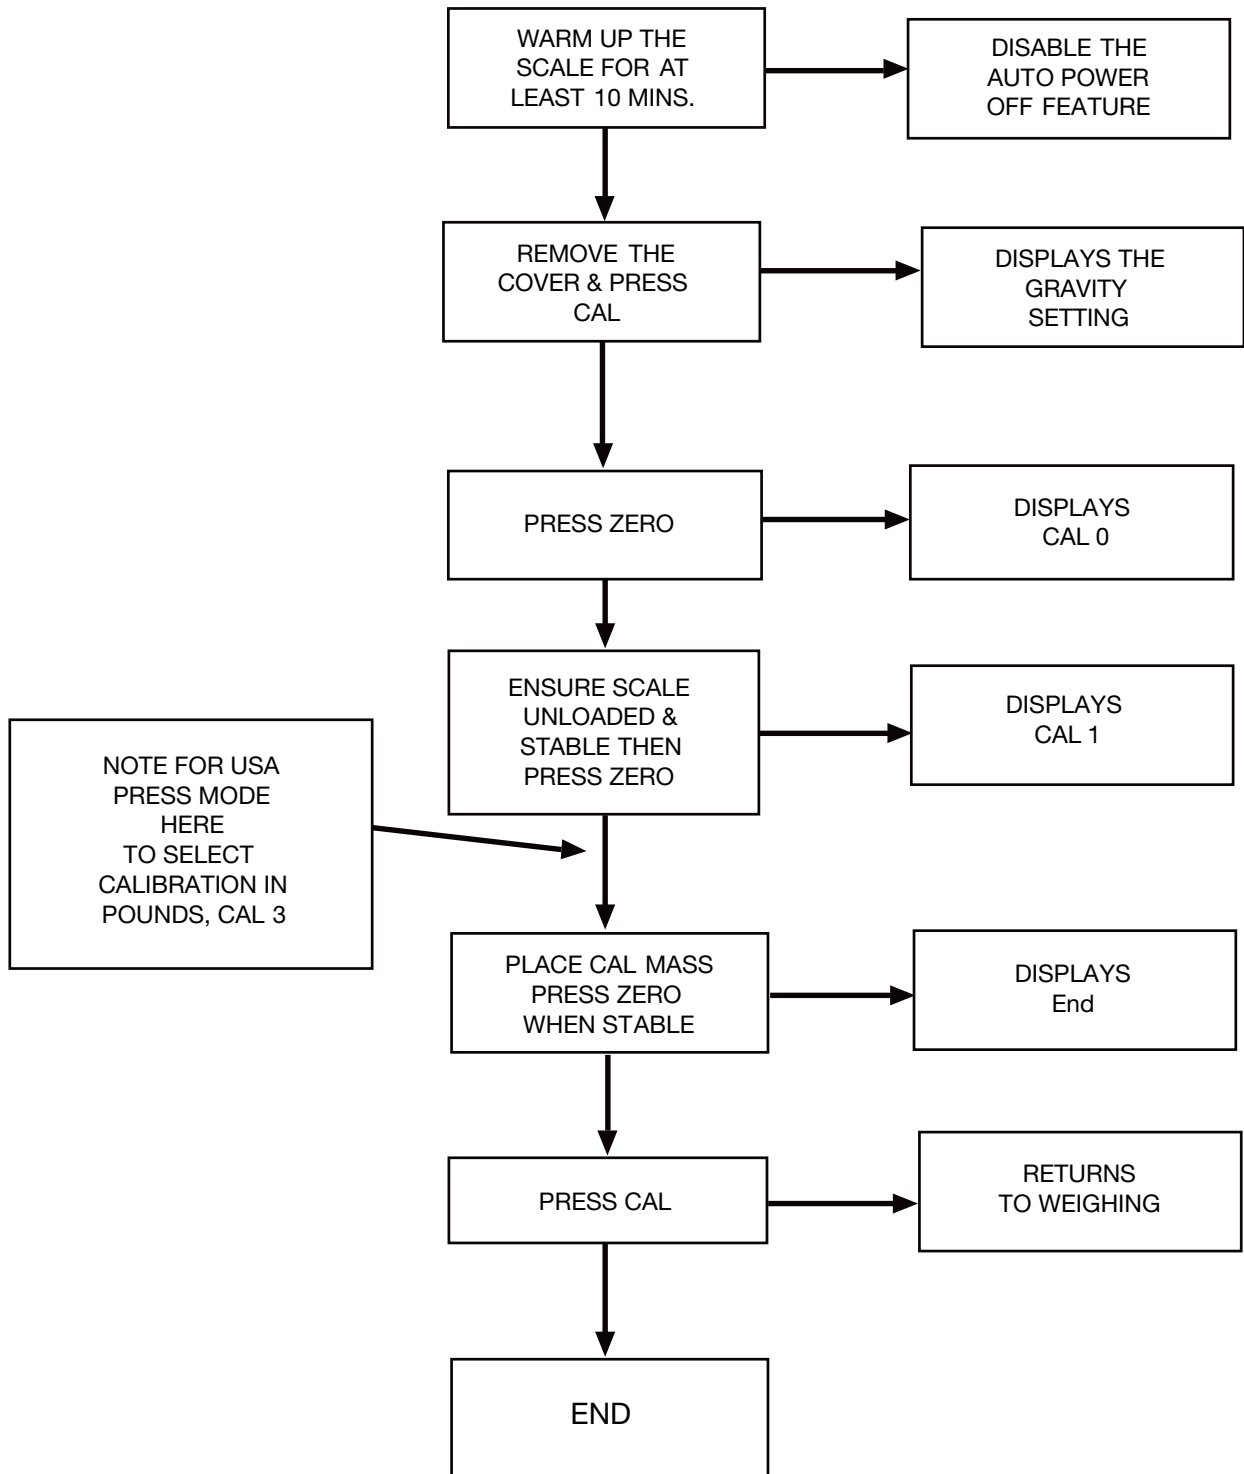 WARM UP THE
SCALE FOR AT
LEAST 10 MINS.
DISABLE THE
AUTO POWER
OFF FEATURE
REMOVE THE
COVER & PRESS
CAL
DISPLAYS THE
GRAVITY
SETTING
PRESS ZERO
DISPLAYS
CAL 0
ENSURE SCALE
UNLOADED &
STABLE THEN
PRESS ZERO
DISPLAYS
CAL 1
NOTE FOR USA
PRESS MODE
HERE
TO SELECT
CALIBRATION IN
POUNDS, CAL 3
PLACE CAL MASS
PRESS ZERO
WHEN STABLE
DISPLAYS
End
PRESS CAL
RETURNS
TO WEIGHING
END